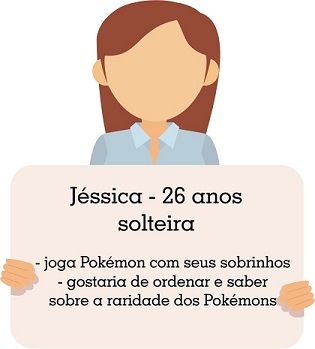 Jéssica - 26 anos
solteira
- joga Pokémon com seus sobrinhos
- gostaria de ordenar e saber
sobre a raridade dos Pokémons